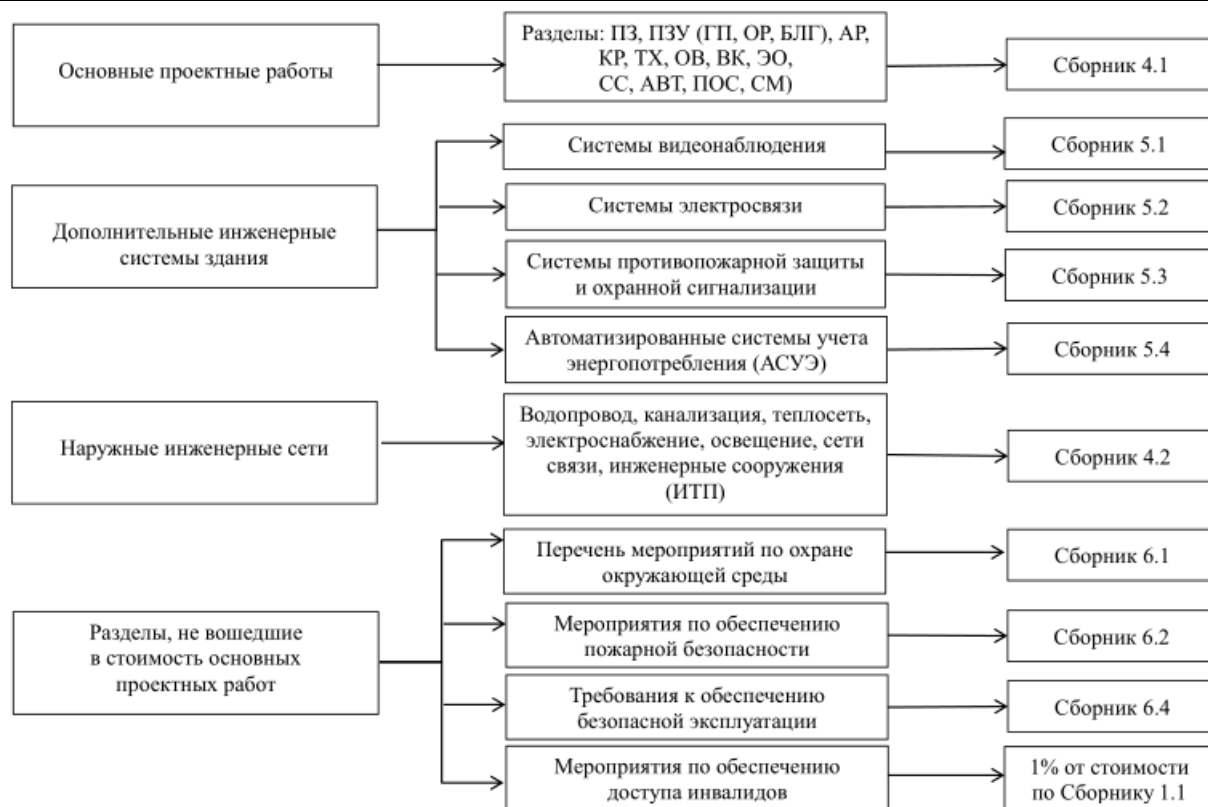 Основные проектные работы
Разделы: ПЗ, ПЗУ (ГП, ОР, БЛГ), АР,
КР, ТХ, ОВ, ВК, ЭО,
СС, АВТ, ПОС, СМ)
Сборник 4.1
Дополнительные инженерные
системы здания
Системы видеонаблюдения
Сборник 5.1
Системы электросвязи
Сборник 5.2
Системы противопожарной защиты
и охранной сигнализации
Сборник 5.3
Автоматизированные системы учета
энергопотребления (АСУЭ)
Сборник 5.4
Наружные инженерные сети
Водопровод, канализация, теплосеть,
электроснабжение, освещение, сети
связи, инженерные сооружения
(ИТП)
Сборник 4.2
Разделы, не вошедшие
в стоимость основных
проектных работ
Перечень мероприятий по охране
окружающей среды
Сборник 6.1
Мероприятия по обеспечению
пожарной безопасности
Сборник 6.2
Требования к обеспечению
безопасной эксплуатации
Сборник 6.4
Мероприятия по обеспечению
доступа инвалидов
1% от стоимости
по Сборнику 1.1